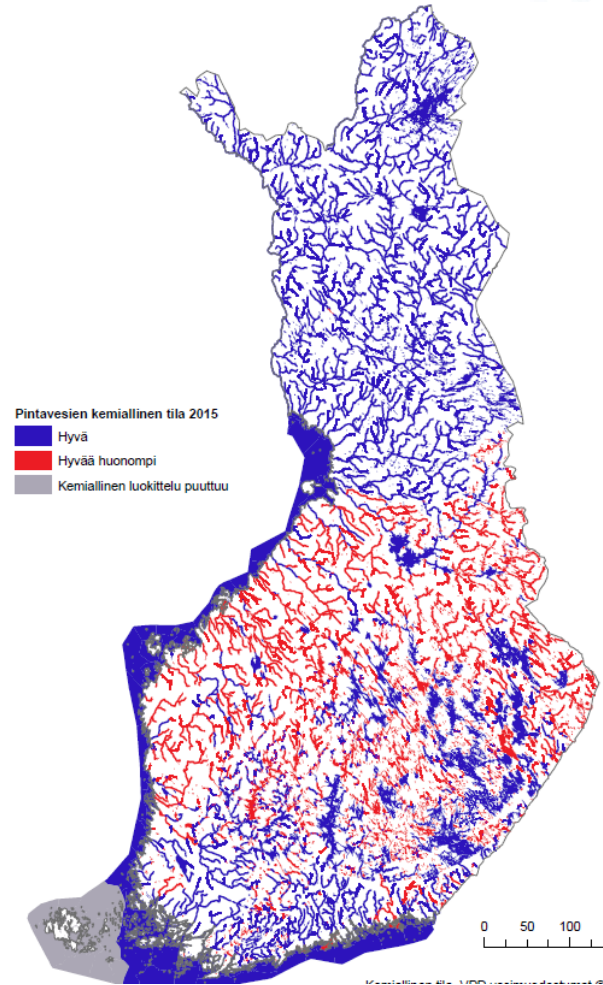 Pintavesien kemiallinen tila 2015
Hyvä
Hyvää huonompi
Kemiallinen luokittelu puuttuu
0 50 100